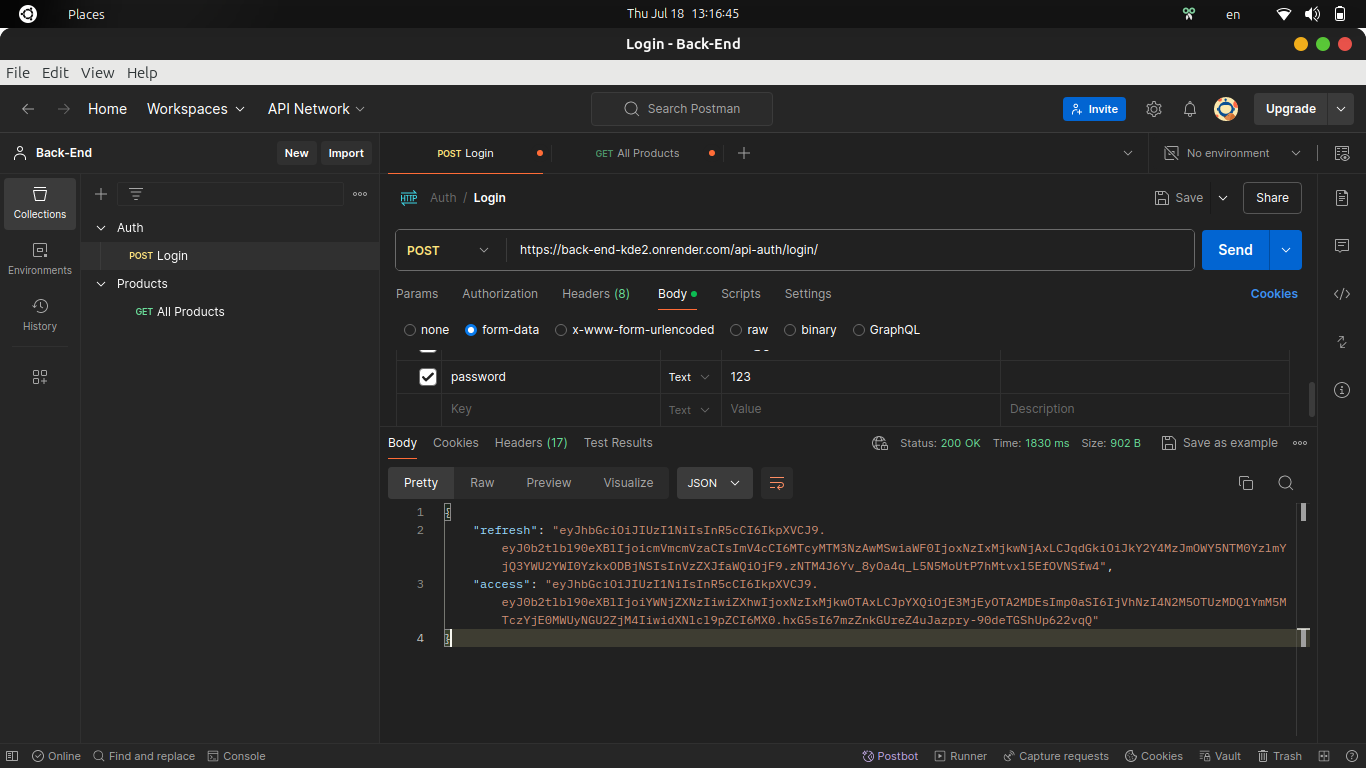 Places
Thu Jul 18 13:16:45
en
Login - Back-End
File Edit View Help
Home Workspaces API Network
Search Postman
Invite
Upgrade
Back-End
New Import
POST Login
GET All Products
No environment
Collections
Environments
History
Auth
POST Login
Products
GET All Products
HTTP Auth / Login
Save
Share
POST https://back-end-kde2.onrender.com/api-auth/login/
Send
Params Authorization Headers (8) Body Scripts Settings
Cookies
none form-data x-www-form-urlencoded raw binary GraphQL
password Text 123
Key Text Value Description
Body Cookies Headers (17) Test Results
Status: 200 OK Time: 1830 ms Size: 902 B
Save as example
Pretty Raw Preview Visualize JSON
1 {
2 "refresh": "eyJhbGciOiJIUzI1NiIsInR5cCI6IkpXVCJ9.
eyJ0b2tlbl90eXBlIjoicmVmcmVzaCIsImV4cCI6MTcyMTM3NzAwMSwiaWF0IjoxNzIxMjkwNjAxLCJqdGkiOiJkY2Y4MzJmOWY5NTM0YzlmY
jQ3YWU2YWI0YzkxODBjNSIsInVzZXJfaWQiOjF9.zNTM4J6Yv_8yOa4q_L5N5MoUtP7hMtvxl5EfOVNSfw4",
3 "access": "eyJhbGciOiJIUzI1NiIsInR5cCI6IkpXVCJ9.
eyJ0b2tlbl90eXBlIjoiYWNjZXNzIiwiZXhwIjoxNzIxMjkwOTAxLCJpYXQiOjE3MjEyOTA2MDEsImp0aSI6IjVhNzI4N2M5OTUzMDQ1YmM5M
TczYjE0MWUyNGU2ZjM4IiwidXNlcl9pZCI6MX0.hxG5sI67mzZnkGUreZ4uJazpry-90deTGShUp622vqQ"
4 }
Online Find and replace Console
Postbot Runner Capture requests Cookies Vault Trash